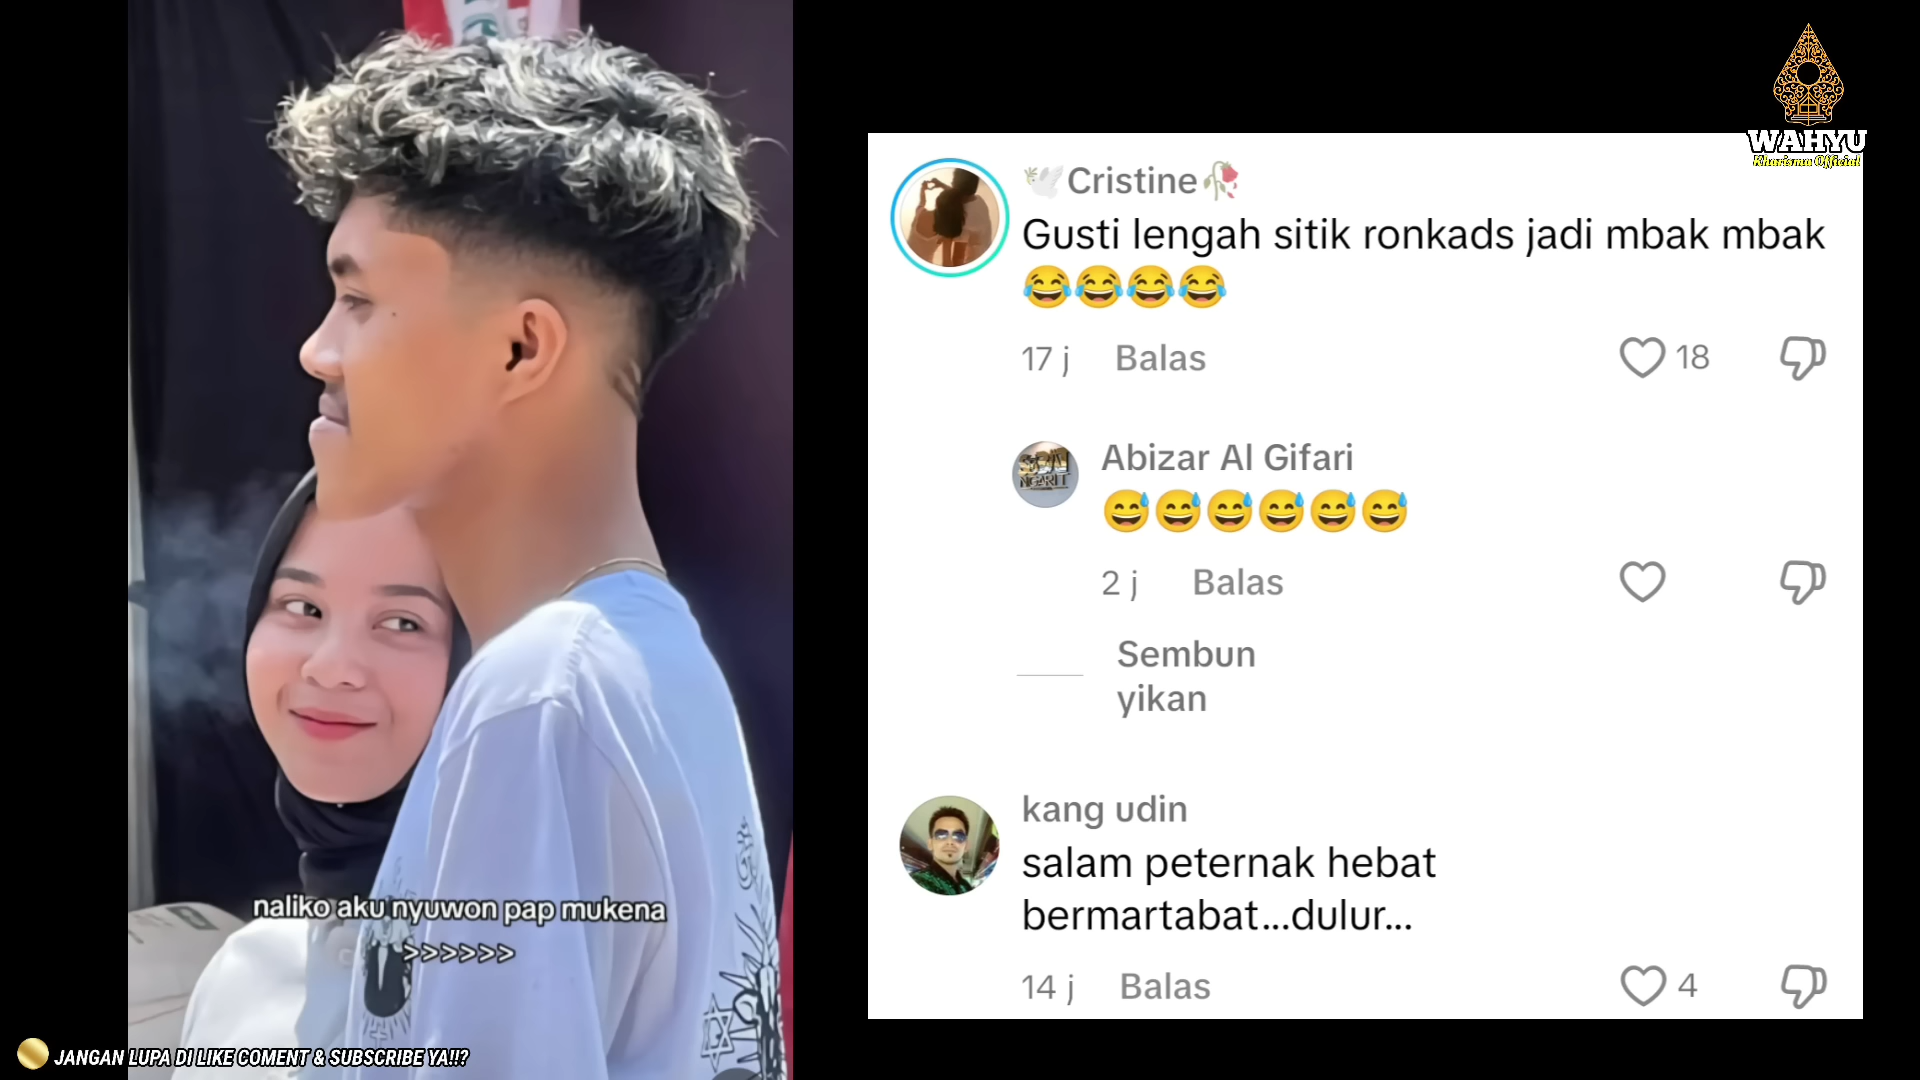 naliko aku nyuwon pap mukena
>>>>>>
JANGAN LUPA DI LIKE COMENT & SUBSCRIBE YA!!?
WAHYU
Kharisma Official
🕊️Cristine🥀
Gusti lengah sitik ronkads jadi mbak mbak
😂😂😂😂
17 j Balas 18
Abizar Al Gifari
😅😅😅😅😅😅
2 j Balas
Sembun
yikan
kang udin
salam peternak hebat
bermartabat...dulur...
14 j Balas 4